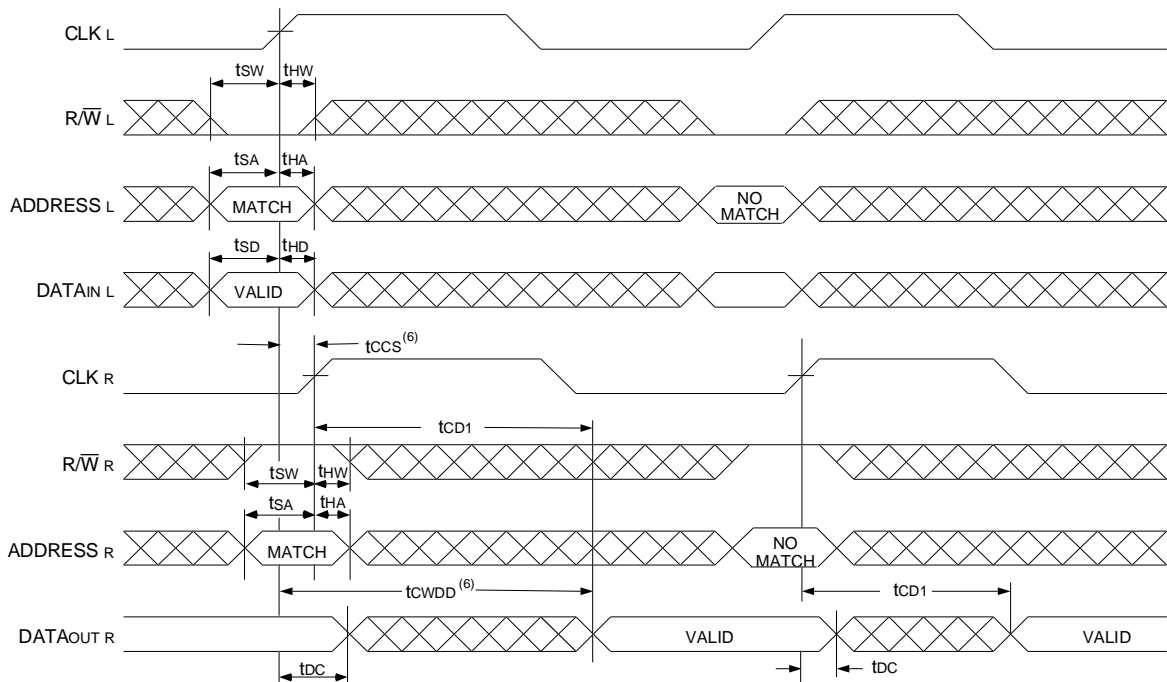 CLK L
tSW tHW
R/W̅ L
tSA tHA
ADDRESS L MATCH NO MATCH
tSD tHD
DATAIN L VALID
tCCS (6)
CLK R
tCD1
R/W̅ R
tSW tHW
tSA tHA
ADDRESS R MATCH NO MATCH
tCWDD (6) tCD1
DATAOUT R VALID VALID
tDC tDC